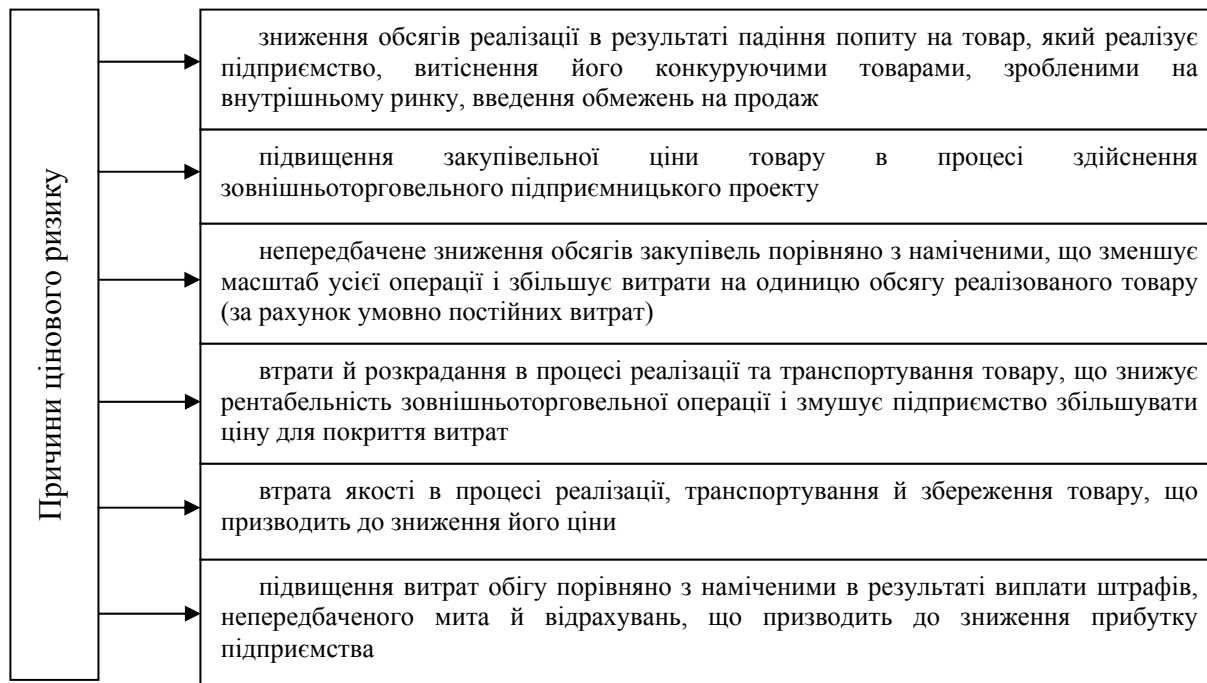 Причини цінового ризику
зниження обсягів реалізації в результаті падіння попиту на товар, який реалізує
підприємство, витіснення його конкуруючими товарами, зробленими на
внутрішньому ринку, введення обмежень на продаж
підвищення закупівельної ціни товару в процесі здійснення
зовнішньоторговельного підприємницького проекту
непередбачене зниження обсягів закупівель порівняно з наміченими, що зменшує
масштаб усієї операції і збільшує витрати на одиницю обсягу реалізованого товару
(за рахунок умовно постійних витрат)
втрати й розкрадання в процесі реалізації та транспортування товару, що знижує
рентабельність зовнішньоторговельної операції і змушує підприємство збільшувати
ціну для покриття витрат
втрата якості в процесі реалізації, транспортування й збереження товару, що
призводить до зниження його ціни
підвищення витрат обігу порівняно з наміченими в результаті виплати штрафів,
непередбаченого мита й відрахувань, що призводить до зниження прибутку
підприємства